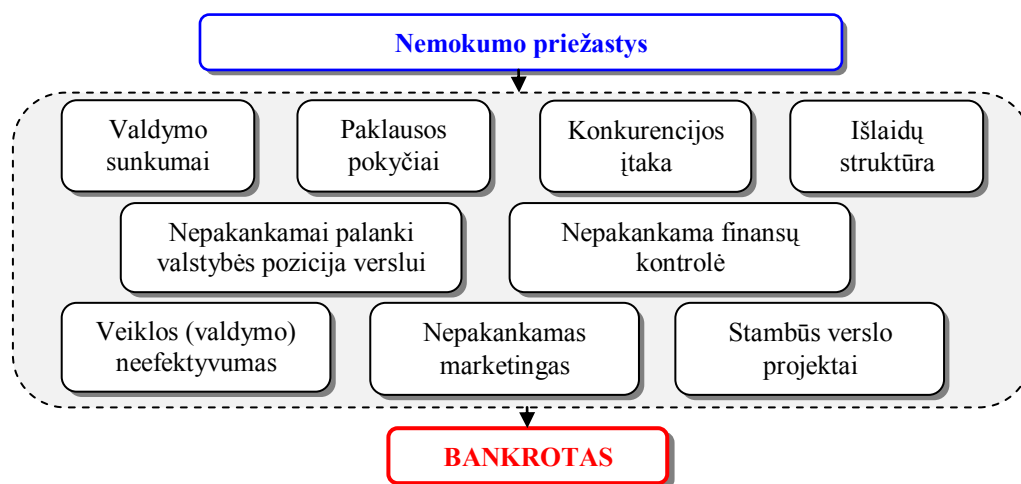 Nemokumo priežastys
Valdymo
sunkumai
Paklausos
pokyčiai
Konkurencijos
įtaka
Išlaidų
struktūra
Nepakankamai palanki
valstybės pozicija verslui
Nepakankama finansų
kontrolė
Veiklos (valdymo)
neefektyvumas
Nepakankamas
marketingas
Stambūs verslo
projektai
BANKROTAS